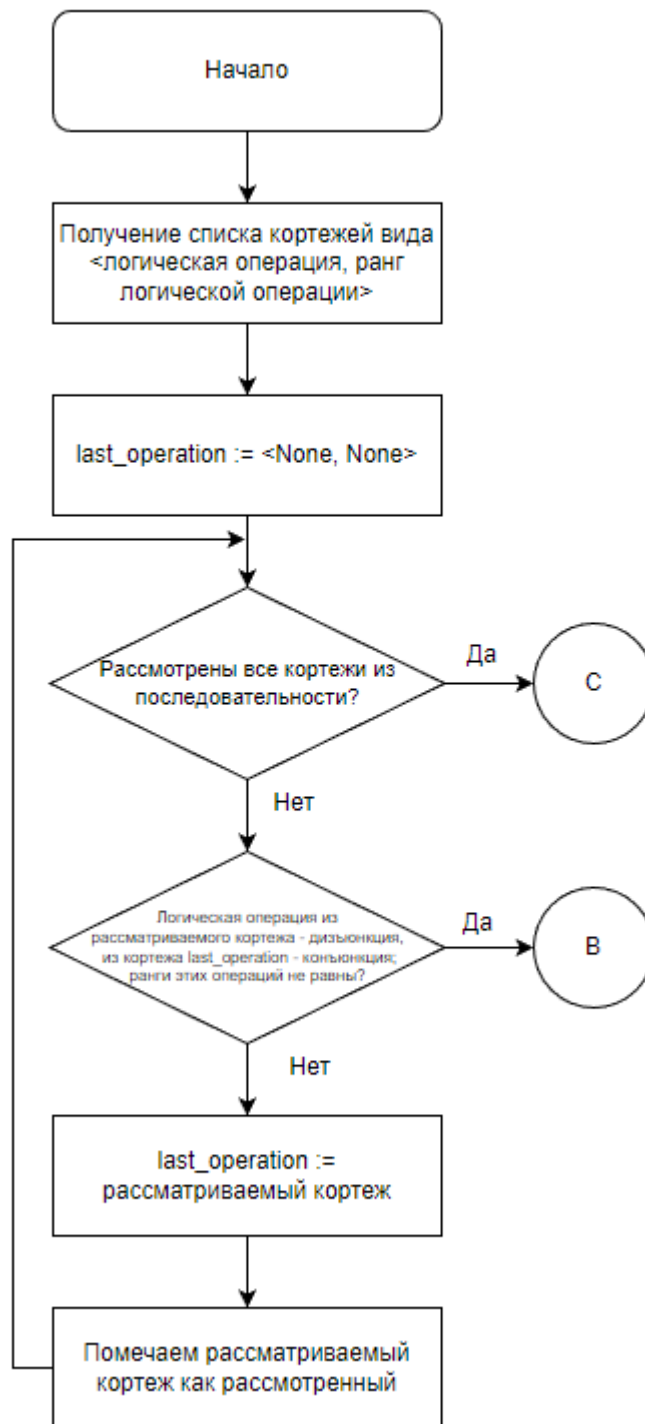 Начало
Получение списка кортежей вида
<логическая операция, ранг
логической операции>
last_operation := <None, None>
Рассмотрены все кортежи из
последовательности?
Да
C
Нет
Логическая операция из
рассматриваемого кортежа - дизъюнкция,
из кортежа last_operation - конъюнкция;
ранги этих операций не равны?
Да
B
Нет
last_operation :=
рассматриваемый кортеж
Помечаем рассматриваемый
кортеж как рассмотренный